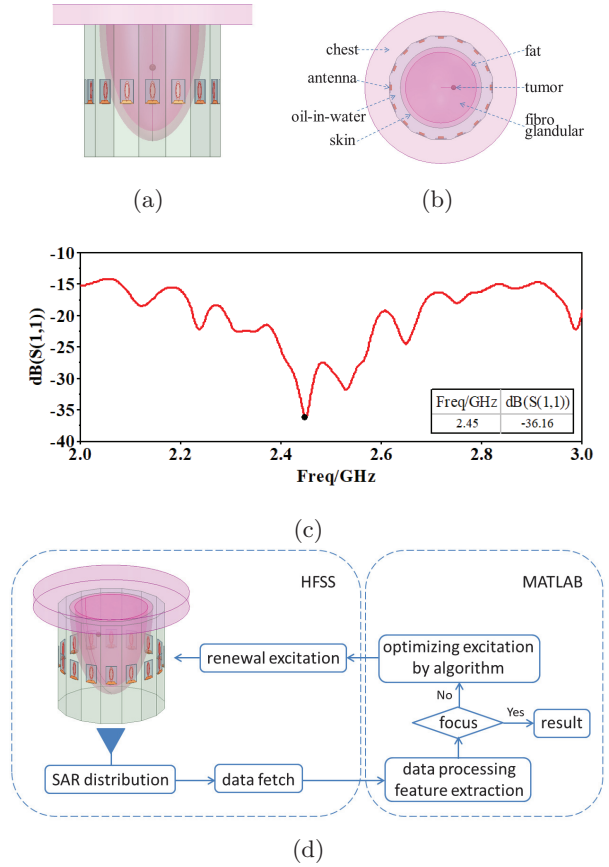 chest
antenna
oil-in-water
skin
fat
tumor
fibro
glandular
(a)
(b)
-10
-15
-20
-25
-30
-35
-40
dB(S(1,1))
2.0
2.2
2.4
2.6
2.8
3.0
Freq/GHz
Freq/GHz dB(S(1,1))
2.45 -36.16
(c)
HFSS
MATLAB
renewal excitation
optimizing excitation
by algorithm
No
focus
Yes
result
SAR distribution
data fetch
data processing
feature extraction
(d)